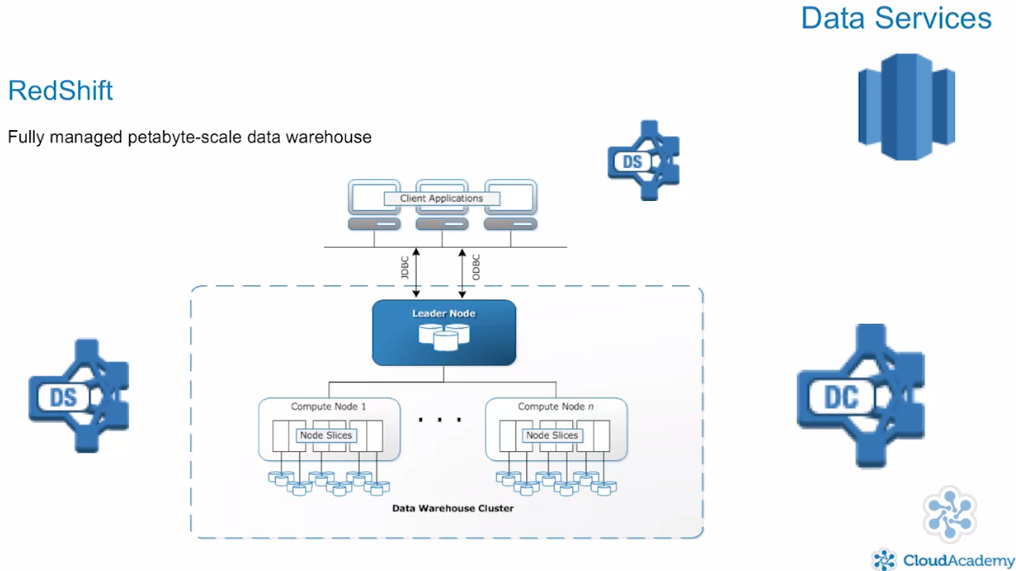 Data Services
RedShift
Fully managed petabyte-scale data warehouse
DS
Client Applications
JDBC
ODBC
Leader Node
DS
DC
Compute Node 1
. . .
Compute Node n
Node Slices
Node Slices
Data Warehouse Cluster
CloudAcademy